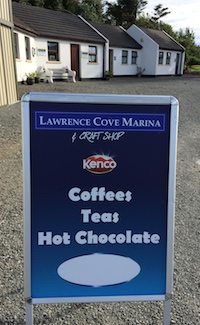 LAWRENCE COVE MARINA
& CRAFT SHOP
Kenco
Coffees
Teas
Hot Chocolate